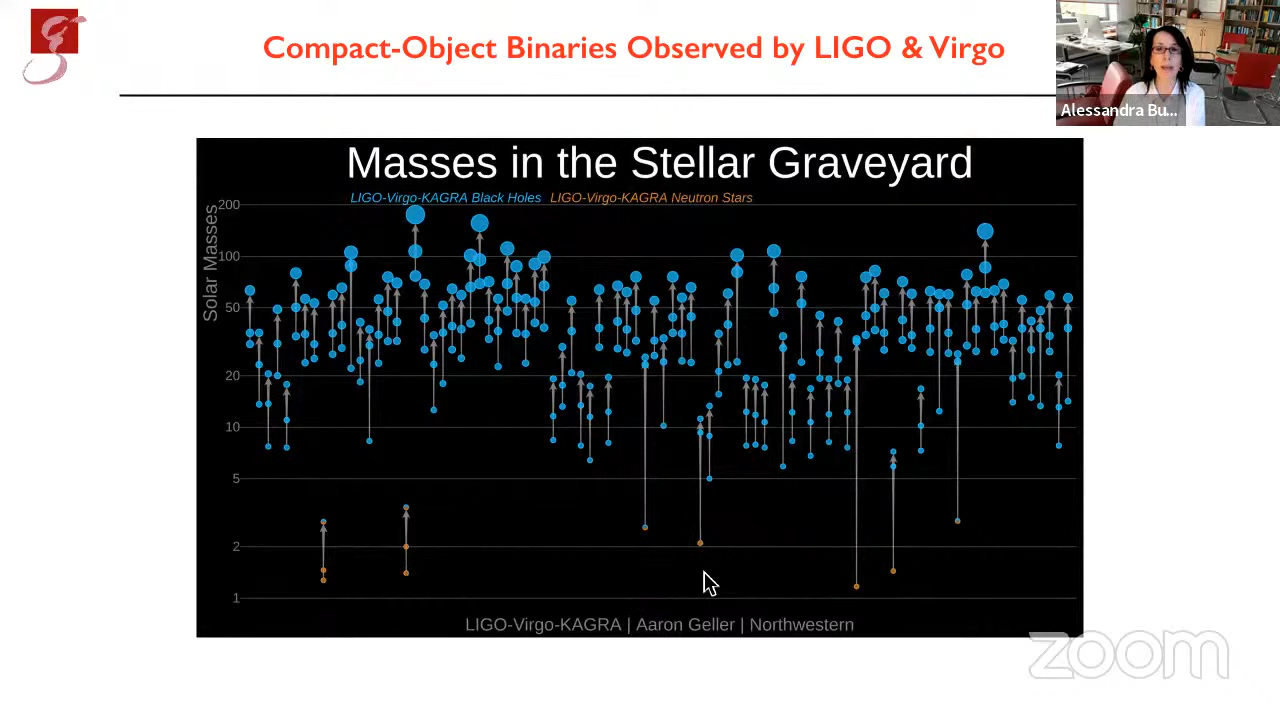 Compact-Object Binaries Observed by LIGO & Virgo
Alessandra Bu...
Masses in the Stellar Graveyard
LIGO-Virgo-KAGRA Black Holes LIGO-Virgo-KAGRA Neutron Stars
Solar Masses
200
100
50
20
10
5
2
1
LIGO-Virgo-KAGRA | Aaron Geller | Northwestern
zoom